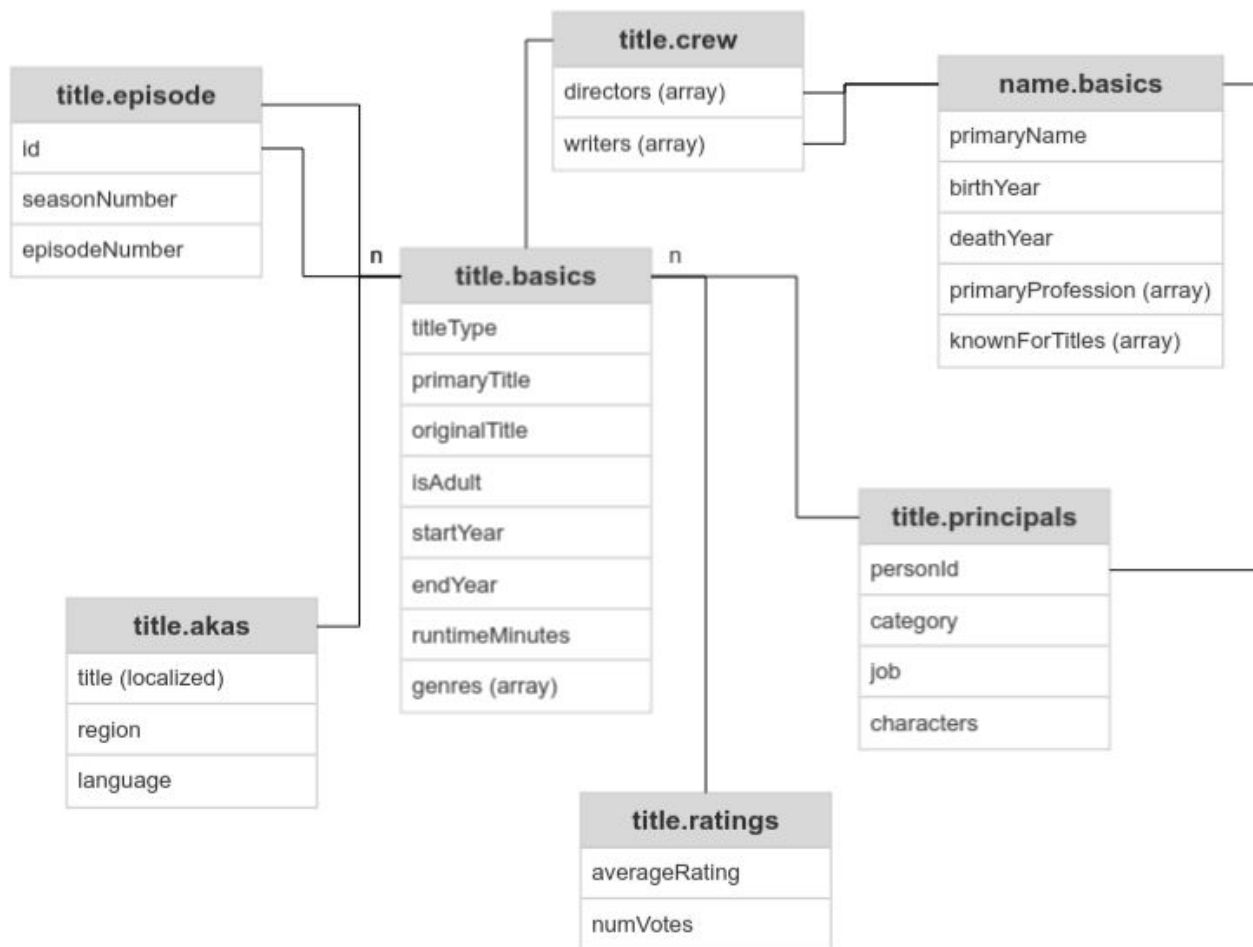 title.crew
directors (array)
writers (array)
title.episode
id
seasonNumber
episodeNumber
name.basics
primaryName
birthYear
deathYear
primaryProfession (array)
knownForTitles (array)
n
n
title.basics
titleType
primaryTitle
originalTitle
isAdult
startYear
endYear
runtimeMinutes
genres (array)
title.principals
personId
category
job
characters
title.akas
title (localized)
region
language
title.ratings
averageRating
numVotes